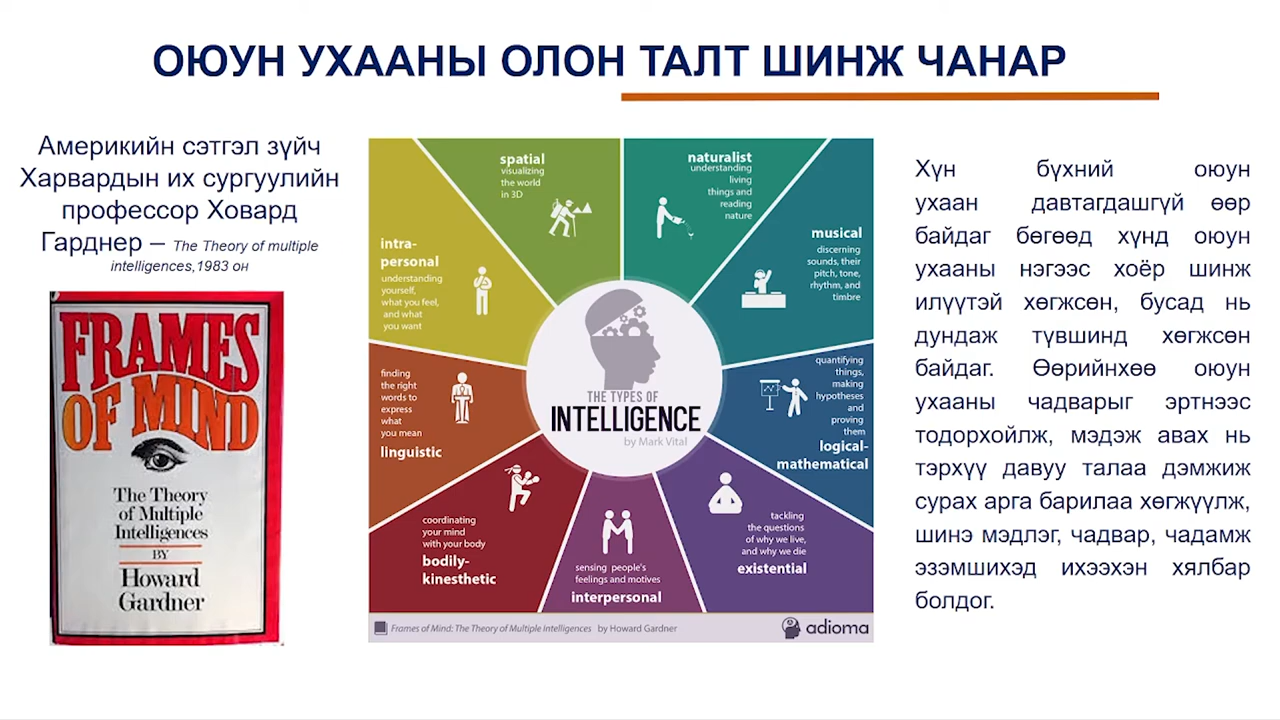 ОЮУН УХААНЫ ОЛОН ТАЛТ ШИНЖ ЧАНАР
Америкийн сэтгэл зүйч
Харвардын их сургуулийн
профессор Ховард
Гарднер – The Theory of multiple
intelligences,1983 он
FRAMES
OF MIND
The Theory
of Multiple
Intelligences
BY
Howard
Gardner
spatial
visualizing
the world
in 3D
naturalist
understanding
living
things and
reading
nature
musical
discerning
sounds, their
pitch, tone,
rhythm, and
timbre
quantifying
things,
making
hypotheses
and
proving
them
logical-
mathematical
tackling
the questions
of why we live,
and why we die
existential
sensing people's
feelings and motives
interpersonal
coordinating
your mind
with your body
bodily-
kinesthetic
finding
the right
words to
express
what
you mean
linguistic
intra-
personal
understanding
yourself,
what you feel,
and what
you want
THE TYPES OF
INTELLIGENCE
by Mark Vital
Frames of Mind: The Theory of Multiple Intelligences by Howard Gardner
adioma
Хүн бүхний оюун
ухаан давтагдашгүй өөр
байдаг бөгөөд хүнд оюун
ухааны нэгээс хоёр шинж
илүүтэй хөгжсөн, бусад нь
дундаж түвшинд хөгжсөн
байдаг. Өөрийнхөө оюун
ухааны чадварыг эртнээс
тодорхойлж, мэдэж авах нь
тэрхүү давуу талаа дэмжиж
сурах арга барилаа хөгжүүлж,
шинэ мэдлэг, чадвар, чадамж
эзэмшихэд ихээхэн хялбар
болдог.